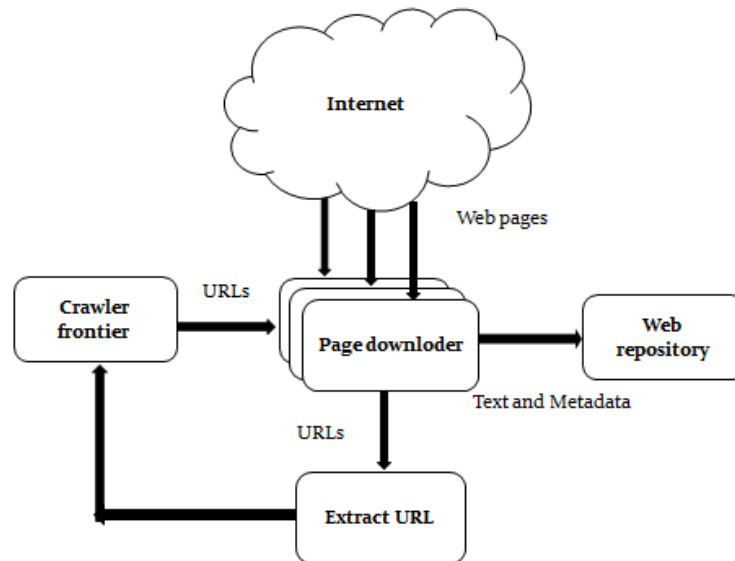 Internet
Web pages
URLs
Crawler
frontier
Page downloder
Web
repository
Text and Metadata
URLs
Extract URL